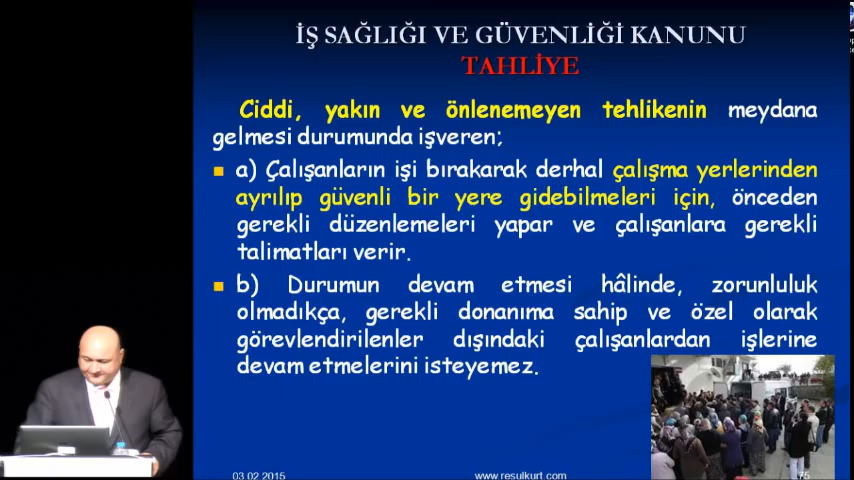 İŞ SAĞLIĞI VE GÜVENLİĞİ KANUNU
TAHLİYE
Ciddi, yakın ve önlenemeyen tehlikenin meydana
gelmesi durumunda işveren;
a) Çalışanların işi bırakarak derhal çalışma yerlerinden
ayrılıp güvenli bir yere gidebilmeleri için, önceden
gerekli düzenlemeleri yapar ve çalışanlara gerekli
talimatları verir.
b) Durumun devam etmesi hâlinde, zorunluluk
olmadıkça, gerekli donanıma sahip ve özel olarak
görevlendirilenler dışındaki çalışanlardan işlerine
devam etmelerini isteyemez.
03.02.2015
www.resulkurt.com
75